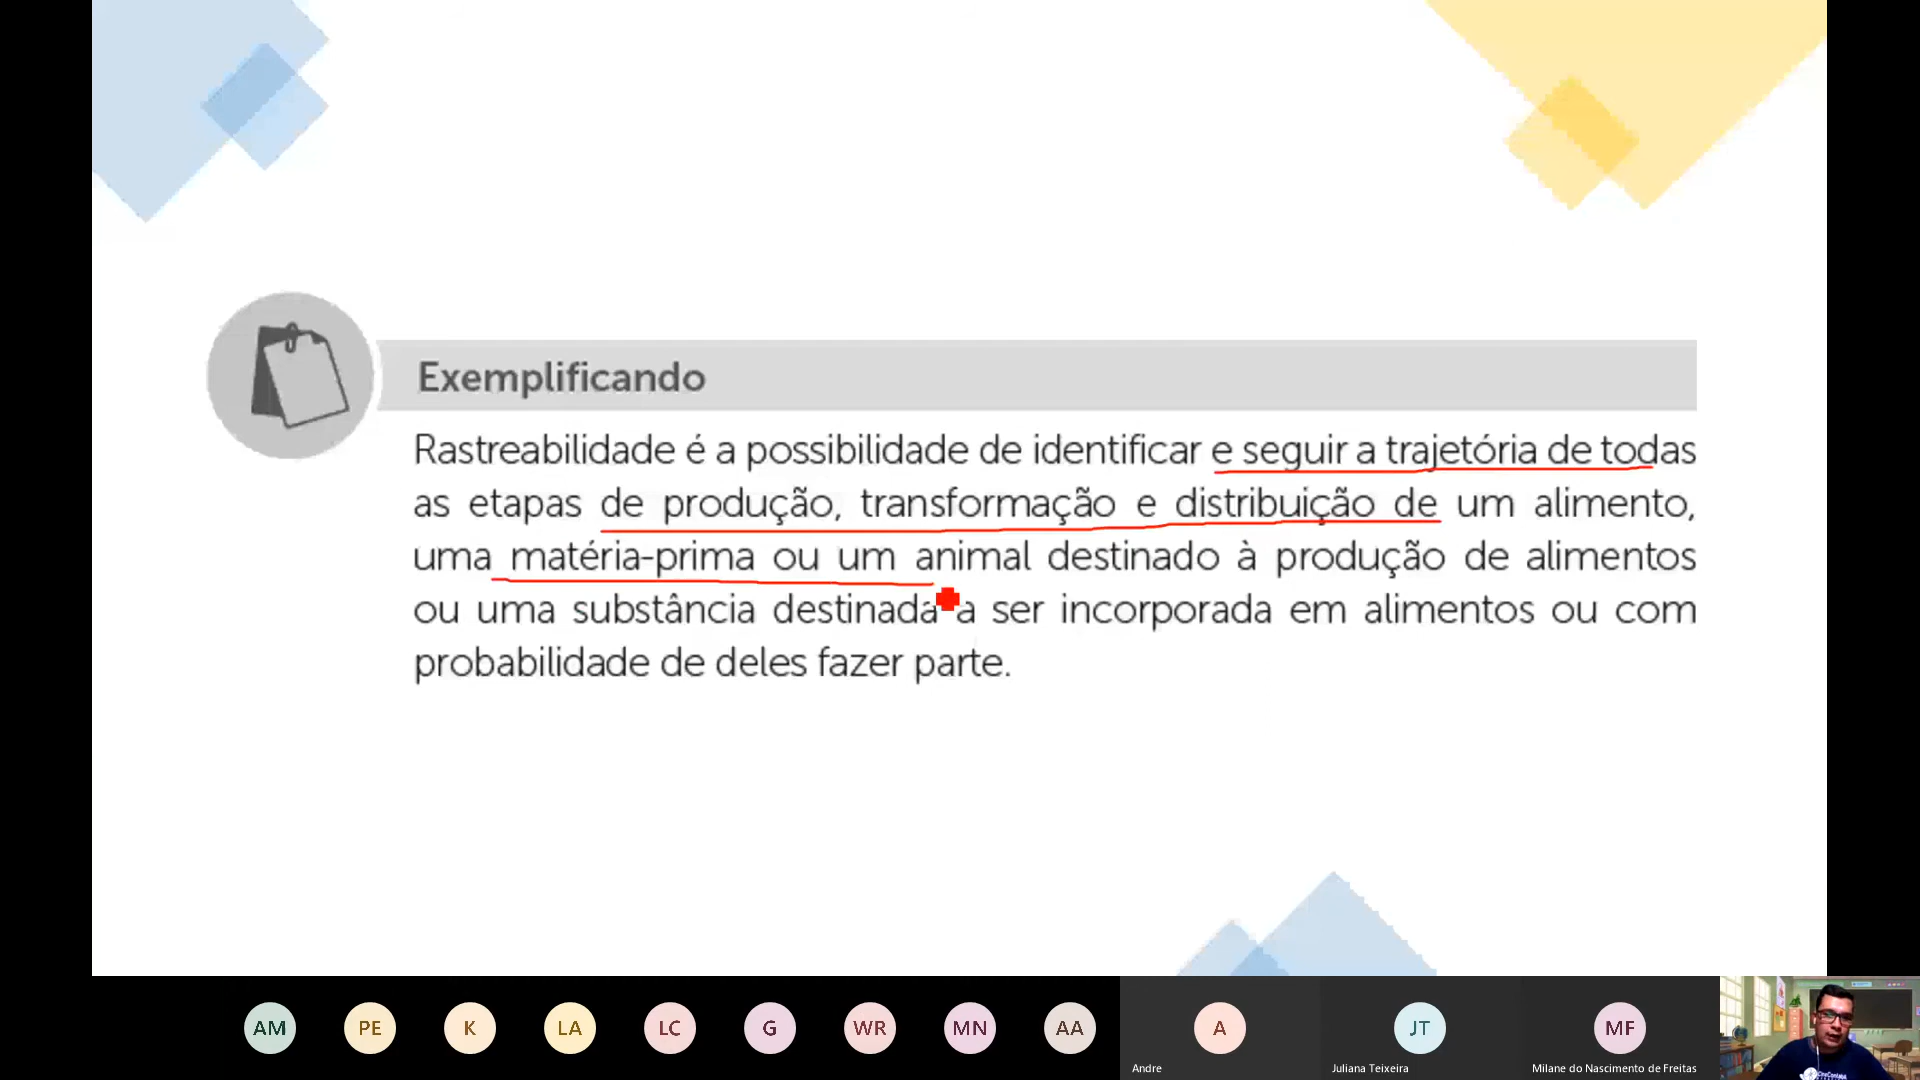 Exemplificando
Rastreabilidade é a possibilidade de identificar e seguir a trajetória de todas
as etapas de produção, transformação e distribuição de um alimento,
uma matéria-prima ou um animal destinado à produção de alimentos
ou uma substância destinada a ser incorporada em alimentos ou com
probabilidade de deles fazer parte.
AM PE K LA LC G WR MN AA A JT MF
Andre Juliana Teixeira Milane do Nascimento de Freitas